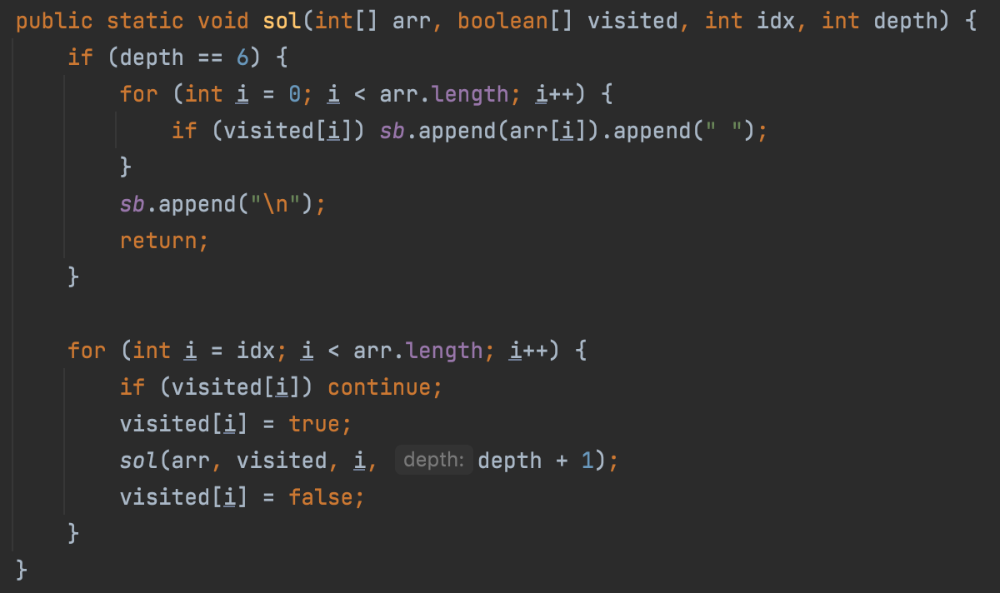 public static void sol(int[] arr, boolean[] visited, int idx, int depth) {
    if (depth == 6) {
        for (int i = 0; i < arr.length; i++) {
            if (visited[i]) sb.append(arr[i]).append(" ");
        }
        sb.append("\n");
        return;
    }

    for (int i = idx; i < arr.length; i++) {
        if (visited[i]) continue;
        visited[i] = true;
        sol(arr, visited, i, depth: depth + 1);
        visited[i] = false;
    }
}